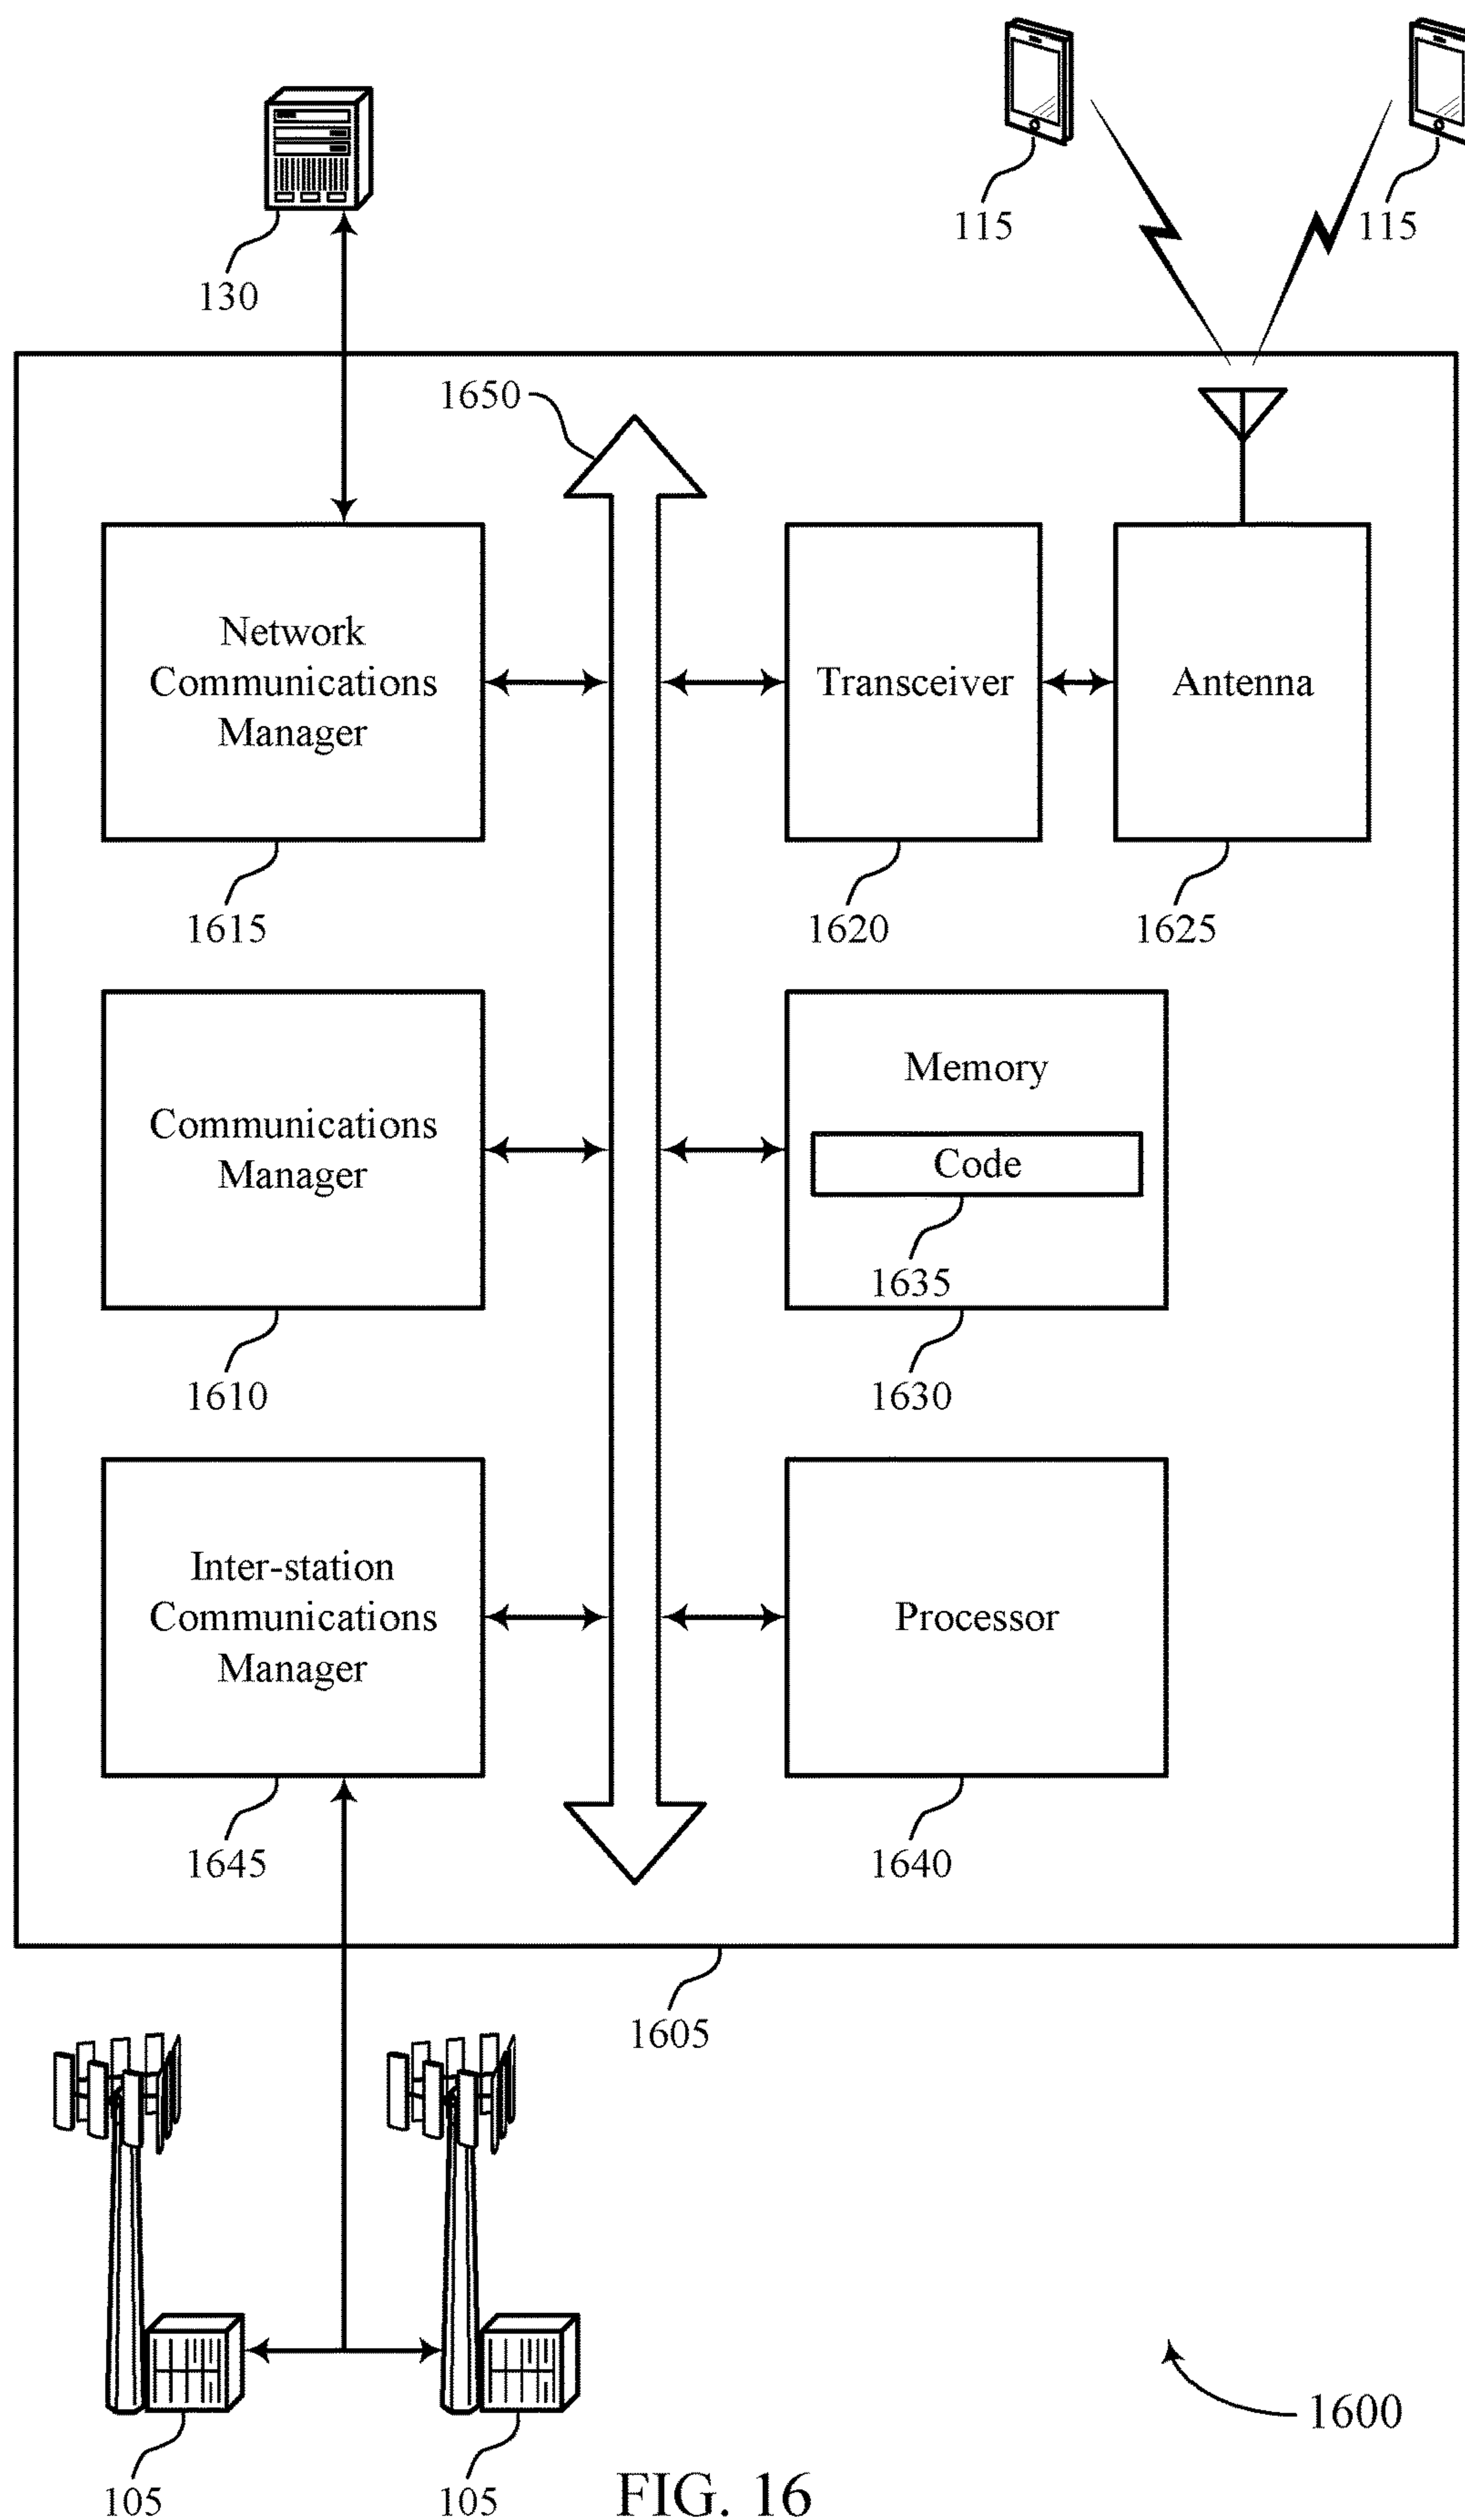 115
115
130
1650
Network
Communications
Manager
Transceiver
Antenna
1615
1620
1625
Communications
Manager
Memory
Code
1635
1610
1630
Inter-station
Communications
Manager
Processor
1645
1640
1605
1600
105
105
FIG. 16